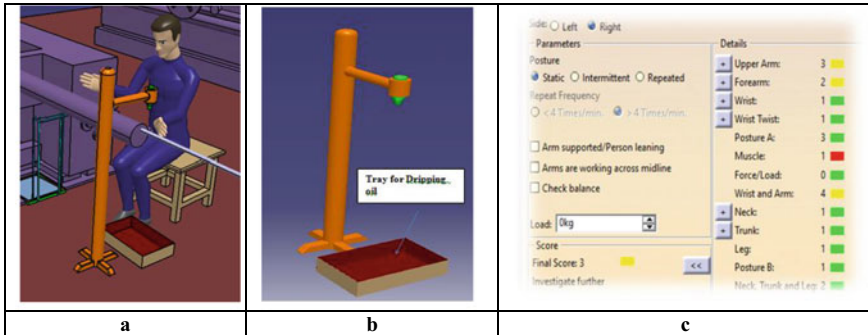 Tray for Dripping
oil
Side: Left Right
Parameters
Posture
Static Intermittent Repeated
Repeat Frequency
<4 Times/min. >4 Times/min.
Arm supported/Person leaning
Arms are working across midline
Check balance
Load: 0kg
Score
Final Score: 3
<<
Investigate further
Details
+ Upper Arm: 3
+ Forearm: 2
+ Wrist: 1
+ Wrist Twist: 1
Posture A: 3
Muscle: 1
Force/Load: 0
Wrist and Arm: 4
+ Neck: 1
+ Trunk: 1
Leg: 1
Posture B: 1
Neck, Trunk and Leg: 2
a
b
c